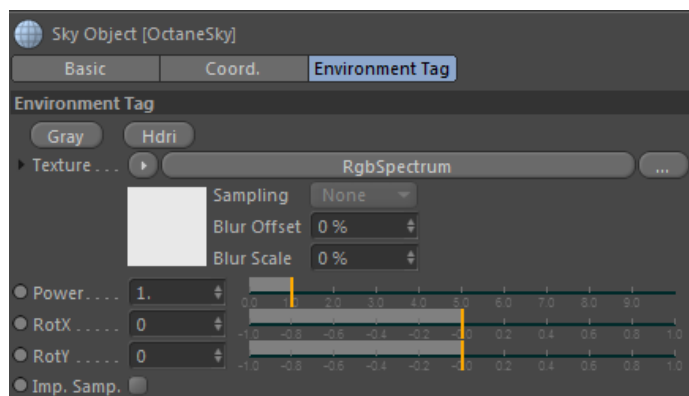 Sky Object [OctaneSky]
Basic Coord. Environment Tag
Environment Tag
Gray Hdri
Texture . . . RgbSpectrum ...
Sampling None
Blur Offset 0 %
Blur Scale 0 %
Power. . . . 1. 0.0 1.0 2.0 3.0 4.0 5.0 6.0 7.0 8.0 9.0
RotX . . . . . 0 -1.0 -0.8 -0.6 -0.4 -0.2 -0.0 0.2 0.4 0.6 0.8 1.0
RotY . . . . . 0 -1.0 -0.8 -0.6 -0.4 -0.2 -0.0 0.2 0.4 0.6 0.8 1.0
Imp. Samp.